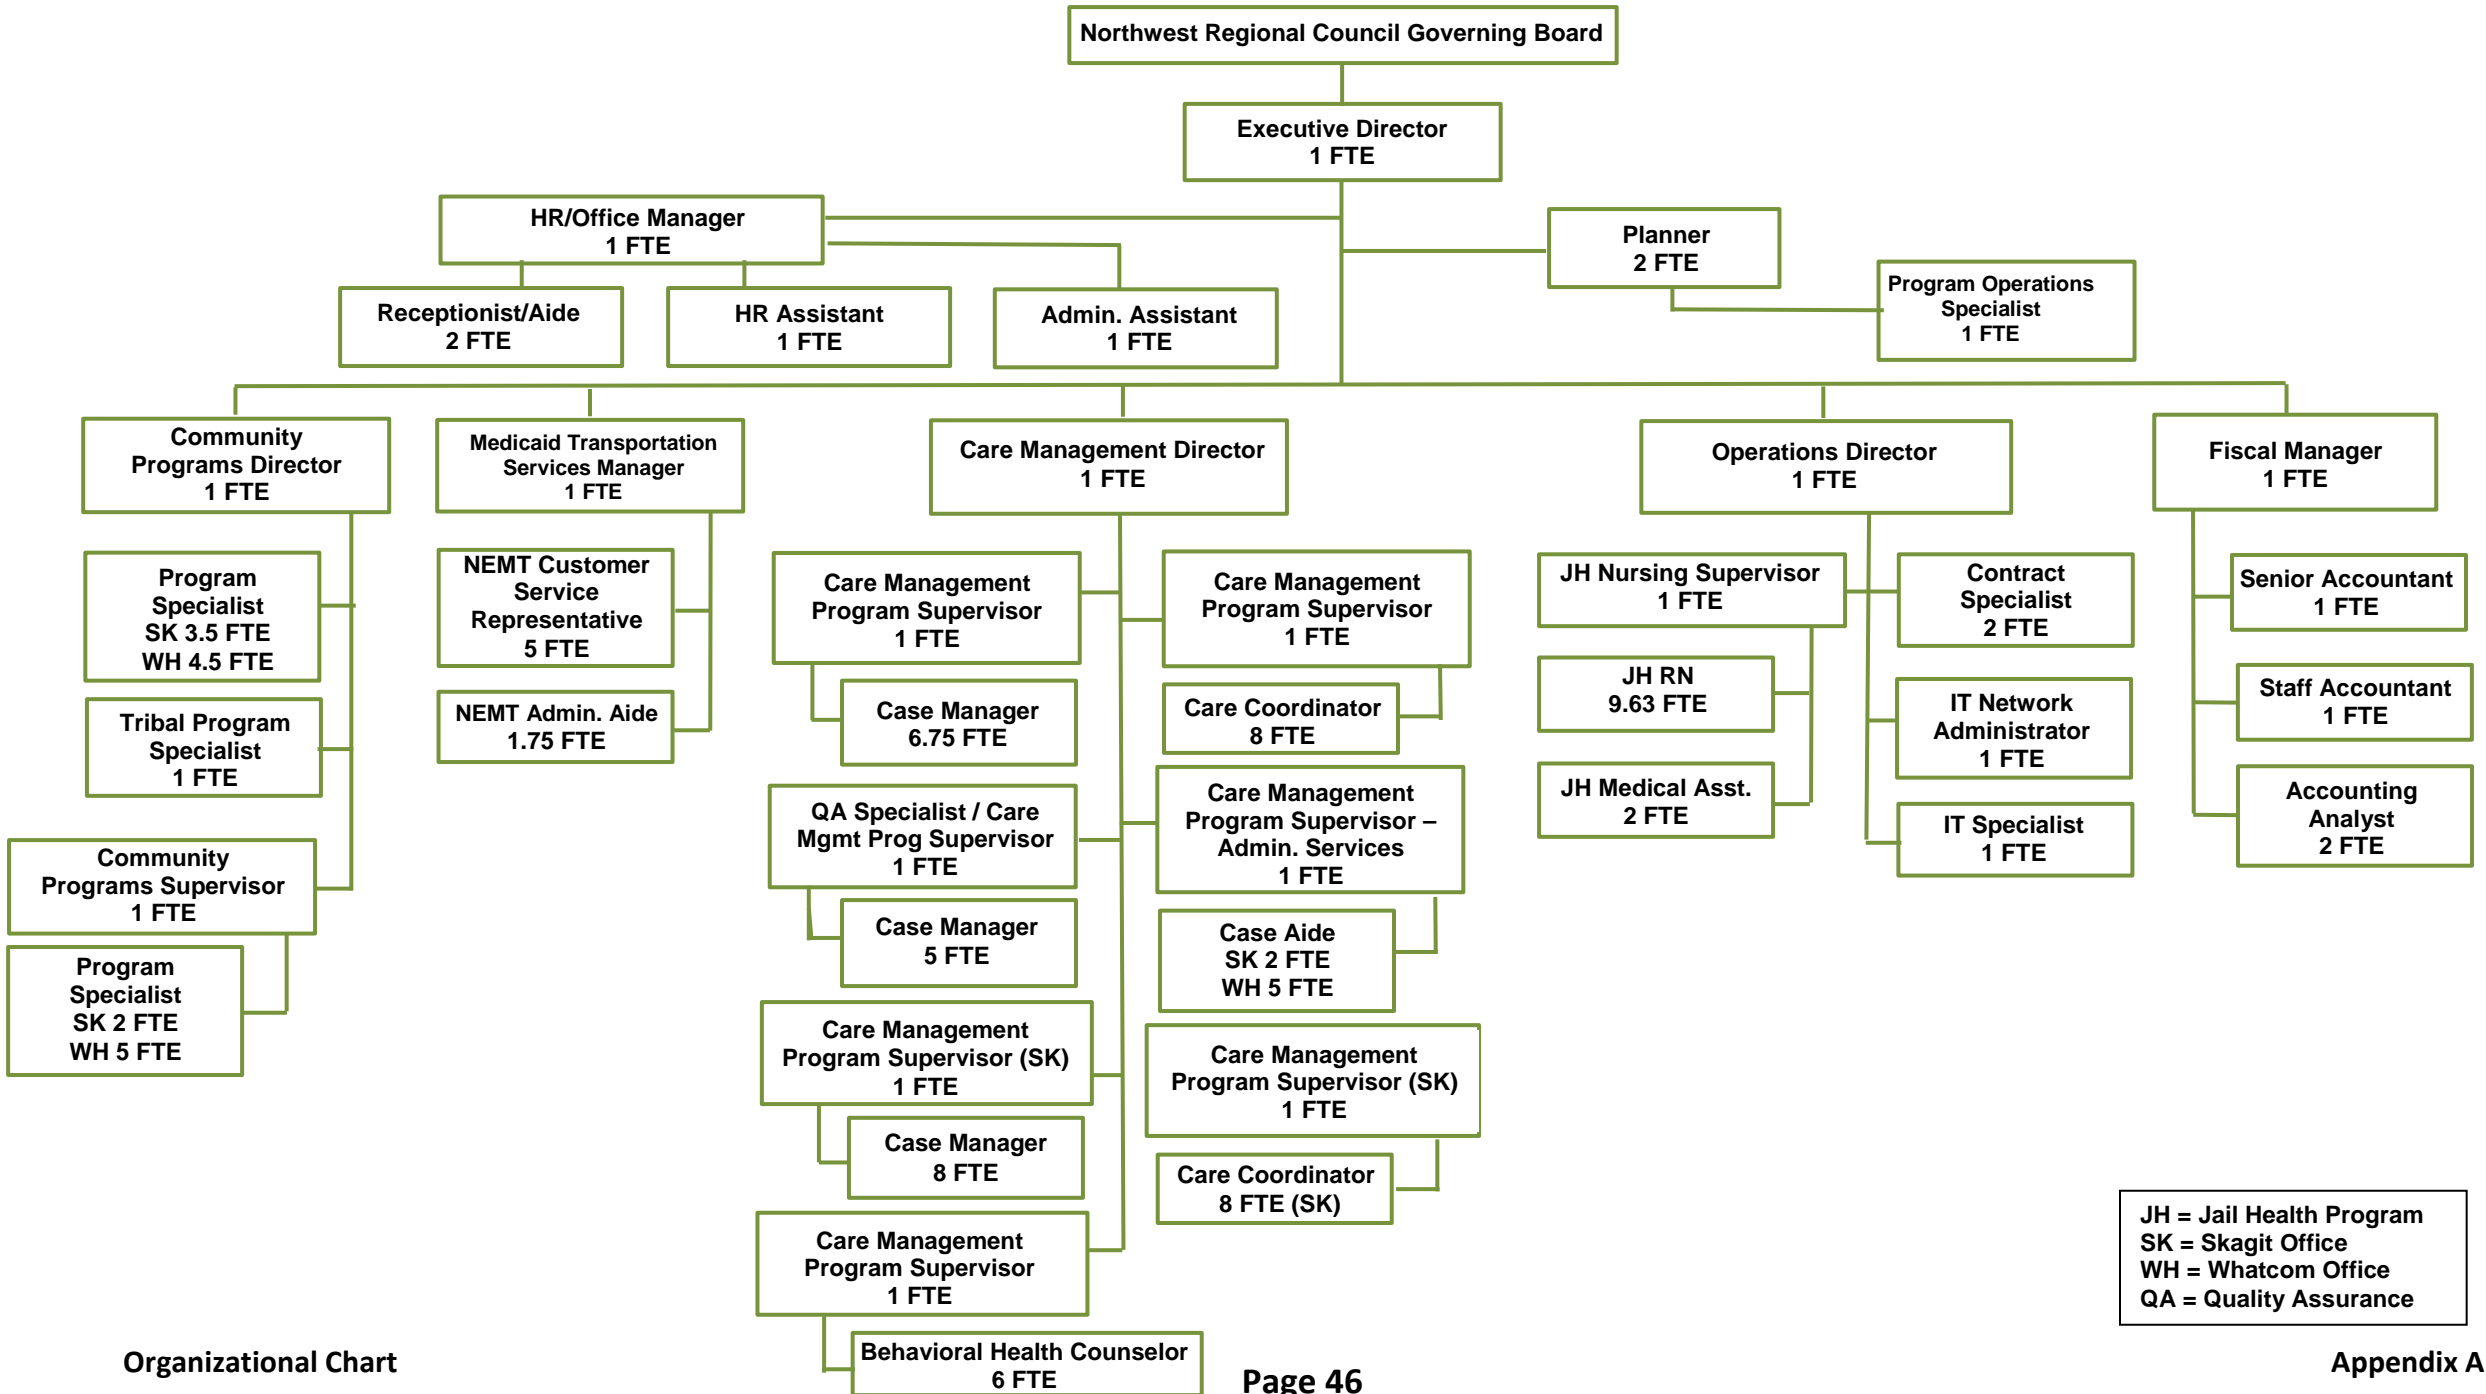 Northwest Regional Council Governing Board
Executive Director
1 FTE
HR/Office Manager
1 FTE
Planner
2 FTE
Program Operations
Specialist
1 FTE
Receptionist/Aide
2 FTE
HR Assistant
1 FTE
Admin. Assistant
1 FTE
Community
Programs Director
1 FTE
Program
Specialist
SK 3.5 FTE
WH 4.5 FTE
Tribal Program
Specialist
1 FTE
Community
Programs Supervisor
1 FTE
Program
Specialist
SK 2 FTE
WH 5 FTE
Medicaid Transportation
Services Manager
1 FTE
NEMT Customer
Service
Representative
5 FTE
NEMT Admin. Aide
1.75 FTE
Care Management Director
1 FTE
Care Management
Program Supervisor
1 FTE
Case Manager
6.75 FTE
QA Specialist / Care
Mgmt Prog Supervisor
1 FTE
Case Manager
5 FTE
Care Management
Program Supervisor (SK)
1 FTE
Case Manager
8 FTE
Care Management
Program Supervisor
1 FTE
Behavioral Health Counselor
6 FTE
Care Management
Program Supervisor
1 FTE
Care Coordinator
8 FTE
Care Management
Program Supervisor –
Admin. Services
1 FTE
Case Aide
SK 2 FTE
WH 5 FTE
Care Management
Program Supervisor (SK)
1 FTE
Care Coordinator
8 FTE (SK)
Operations Director
1 FTE
JH Nursing Supervisor
1 FTE
JH RN
9.63 FTE
JH Medical Asst.
2 FTE
Contract
Specialist
2 FTE
IT Network
Administrator
1 FTE
IT Specialist
1 FTE
Fiscal Manager
1 FTE
Senior Accountant
1 FTE
Staff Accountant
1 FTE
Accounting
Analyst
2 FTE
JH = Jail Health Program
SK = Skagit Office
WH = Whatcom Office
QA = Quality Assurance
Organizational Chart
Page 46
Appendix A